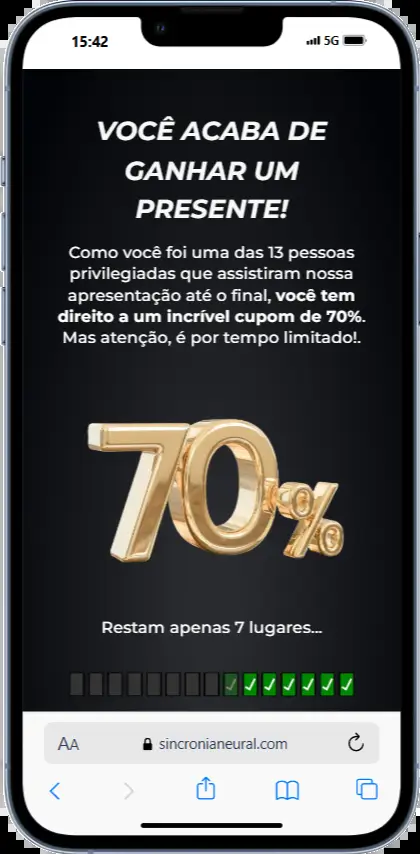 15:42
5G
VOCÊ ACABA DE
GANHAR UM
PRESENTE!
Como você foi uma das 13 pessoas
privilegiadas que assistiram nossa
apresentação até o final, você tem
direito a um incrível cupom de 70%.
Mas atenção, é por tempo limitado!.
70%
Restam apenas 7 lugares...
AA
sincronianeural.com